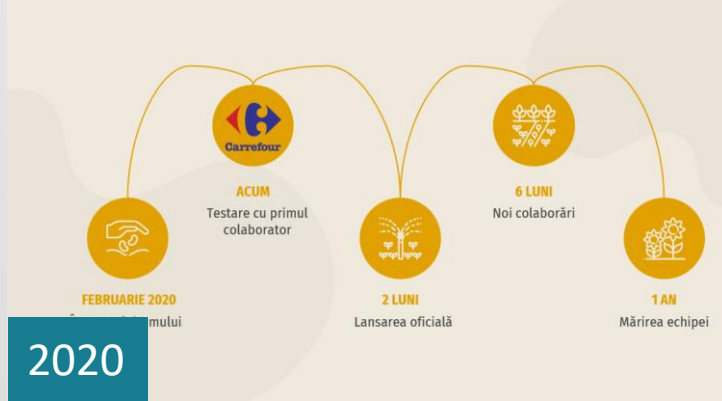 Carrefour
ACUM
Testare cu primul
colaborator
6 LUNI
Noi colaborări
FEBRUARIE 2020
2 LUNI
Lansarea oficială
1 AN
Mărirea echipei
2020